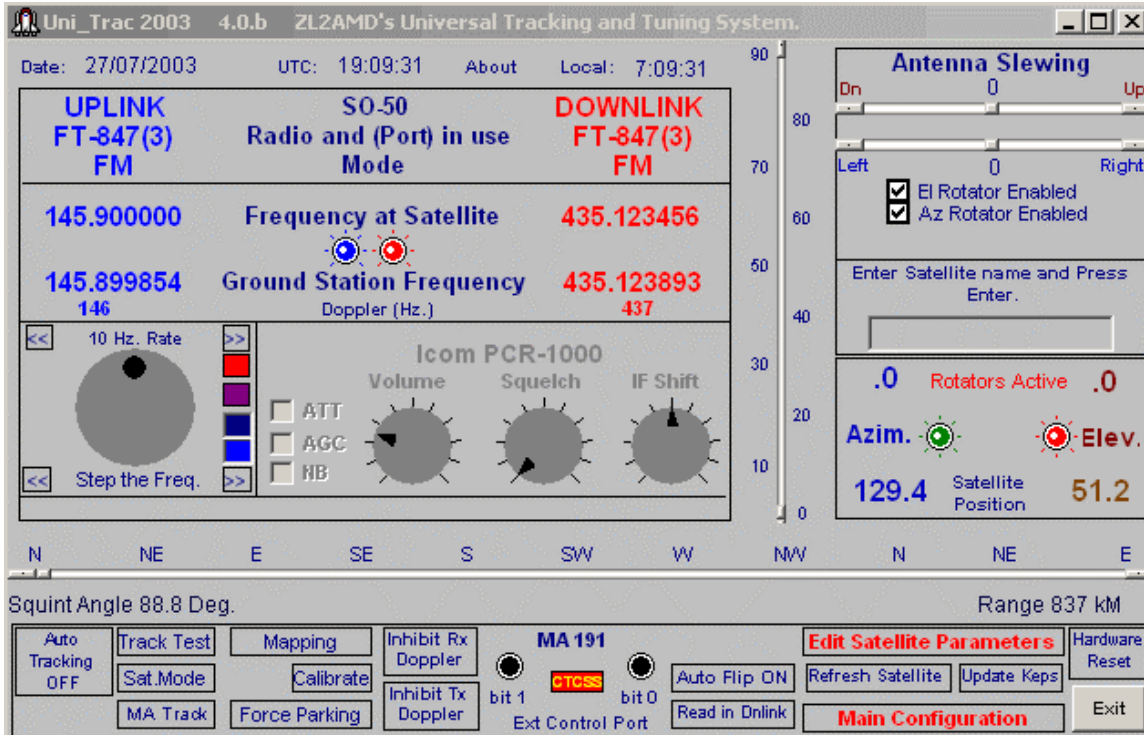 Uni_Trac 2003 4.0.b ZL2AMD's Universal Tracking and Tuning System.
Date: 27/07/2003 UTC: 19:09:31 About Local: 7:09:31
UPLINK SO-50 DOWNLINK
FT-847(3) Radio and (Port) in use FT-847(3)
FM Mode FM
145.900000 Frequency at Satellite 435.123456
145.899854 Ground Station Frequency 435.123893
146 Doppler (Hz.) 437
<< 10 Hz. Rate >>
<< Step the Freq. >>
Icom PCR-1000
Volume Squelch IF Shift
ATT
AGC
NB
90
80
70
60
50
40
30
20
10
0
Antenna Slewing
Dn 0 Up
Left 0 Right
El Rotator Enabled
Az Rotator Enabled
Enter Satellite name and Press
Enter.
.0 Rotators Active .0
Azim. Elev.
129.4 Satellite Position 51.2
N NE E SE S SW W NW N NE E
Squint Angle 88.8 Deg. Range 837 kM
Auto
Tracking
OFF
Track Test
Sat.Mode
MA Track
Mapping
Calibrate
Force Parking
Inhibit Rx
Doppler
Inhibit Tx
Doppler
MA 191
CTCSS
bit 1 bit 0
Ext Control Port
Auto Flip ON
Read in Dnlink
Edit Satellite Parameters
Refresh Satellite Update Keps
Main Configuration
Hardware
Reset
Exit